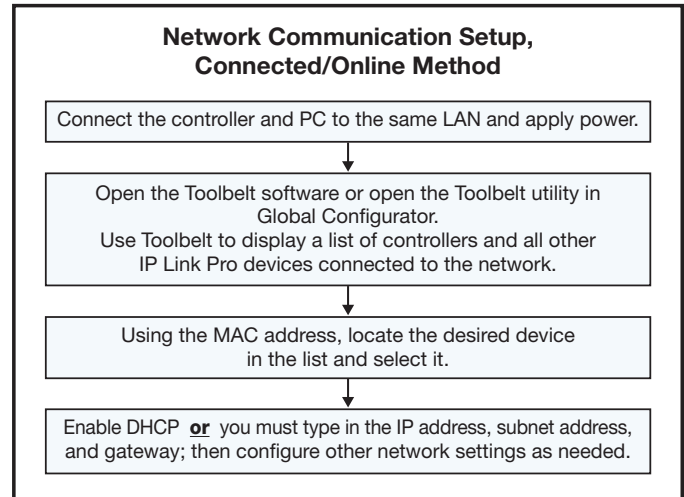 Network Communication Setup,
Connected/Online Method
Connect the controller and PC to the same LAN and apply power.
Open the Toolbelt software or open the Toolbelt utility in
Global Configurator.
Use Toolbelt to display a list of controllers and all other
IP Link Pro devices connected to the network.
Using the MAC address, locate the desired device
in the list and select it.
Enable DHCP or you must type in the IP address, subnet address,
and gateway; then configure other network settings as needed.